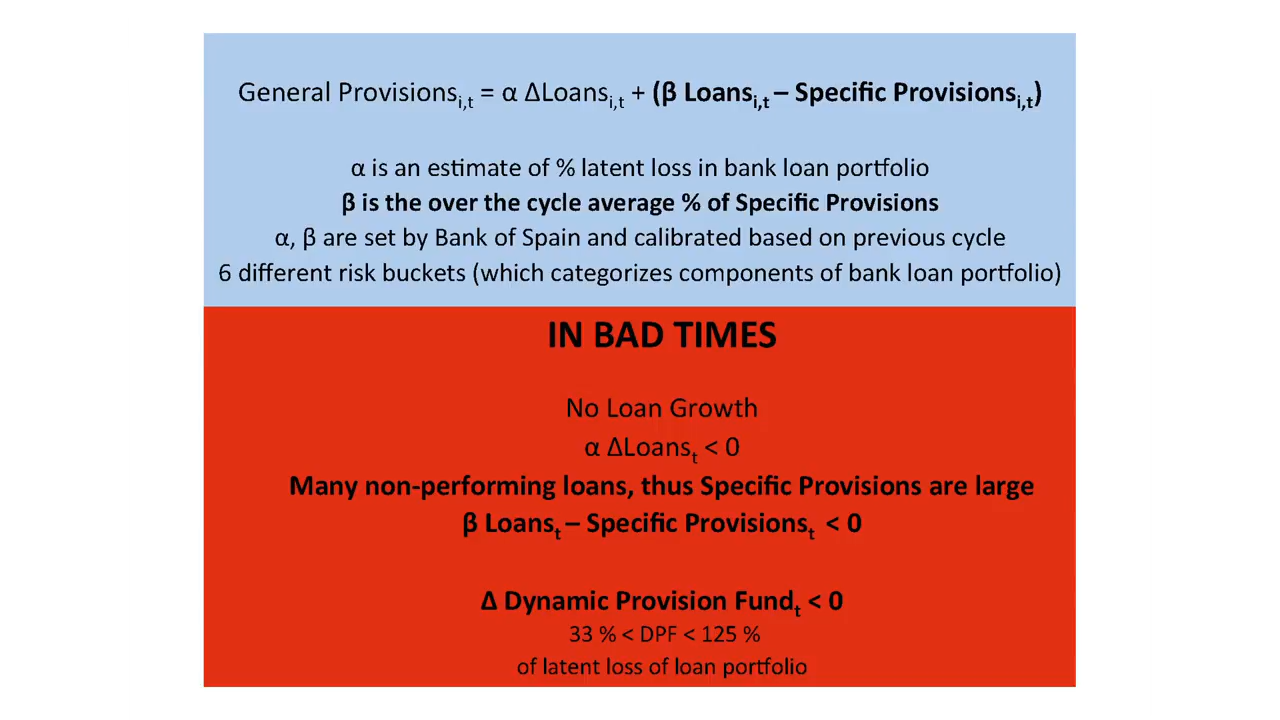 General Provisionsi,t = α ΔLoansi,t + (β Loansi,t – Specific Provisionsi,t)
α is an estimate of % latent loss in bank loan portfolio
β is the over the cycle average % of Specific Provisions
α, β are set by Bank of Spain and calibrated based on previous cycle
6 different risk buckets (which categorizes components of bank loan portfolio)
IN BAD TIMES
No Loan Growth
α ΔLoanst < 0
Many non-performing loans, thus Specific Provisions are large
β Loanst – Specific Provisionst < 0
Δ Dynamic Provision Fundt < 0
33 % < DPF < 125 %
of latent loss of loan portfolio